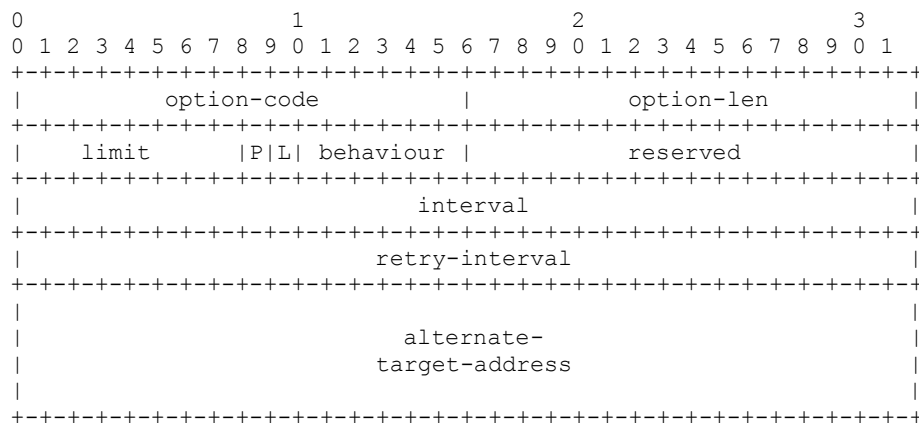 0                   1                   2                   3
0 1 2 3 4 5 6 7 8 9 0 1 2 3 4 5 6 7 8 9 0 1 2 3 4 5 6 7 8 9 0 1
+-+-+-+-+-+-+-+-+-+-+-+-+-+-+-+-+-+-+-+-+-+-+-+-+-+-+-+-+-+-+-+-+
|          option-code          |           option-len          |
+-+-+-+-+-+-+-+-+-+-+-+-+-+-+-+-+-+-+-+-+-+-+-+-+-+-+-+-+-+-+-+-+
|    limit      |P|L| behaviour |           reserved            |
+-+-+-+-+-+-+-+-+-+-+-+-+-+-+-+-+-+-+-+-+-+-+-+-+-+-+-+-+-+-+-+-+
|                            interval                           |
+-+-+-+-+-+-+-+-+-+-+-+-+-+-+-+-+-+-+-+-+-+-+-+-+-+-+-+-+-+-+-+-+
|                         retry-interval                        |
+-+-+-+-+-+-+-+-+-+-+-+-+-+-+-+-+-+-+-+-+-+-+-+-+-+-+-+-+-+-+-+-+
|                                                               |
|                           alternate-                          |
|                         target-address                        |
|                                                               |
+-+-+-+-+-+-+-+-+-+-+-+-+-+-+-+-+-+-+-+-+-+-+-+-+-+-+-+-+-+-+-+-+